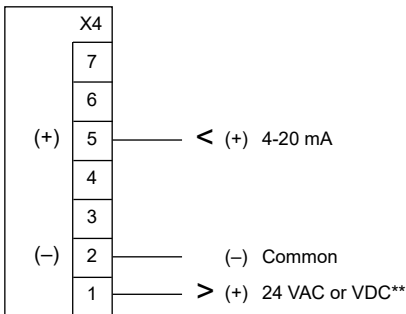 X4
7
6
(+) 5 < (+) 4-20 mA
4
3
(–) 2 (–) Common
1 > (+) 24 VAC or VDC**